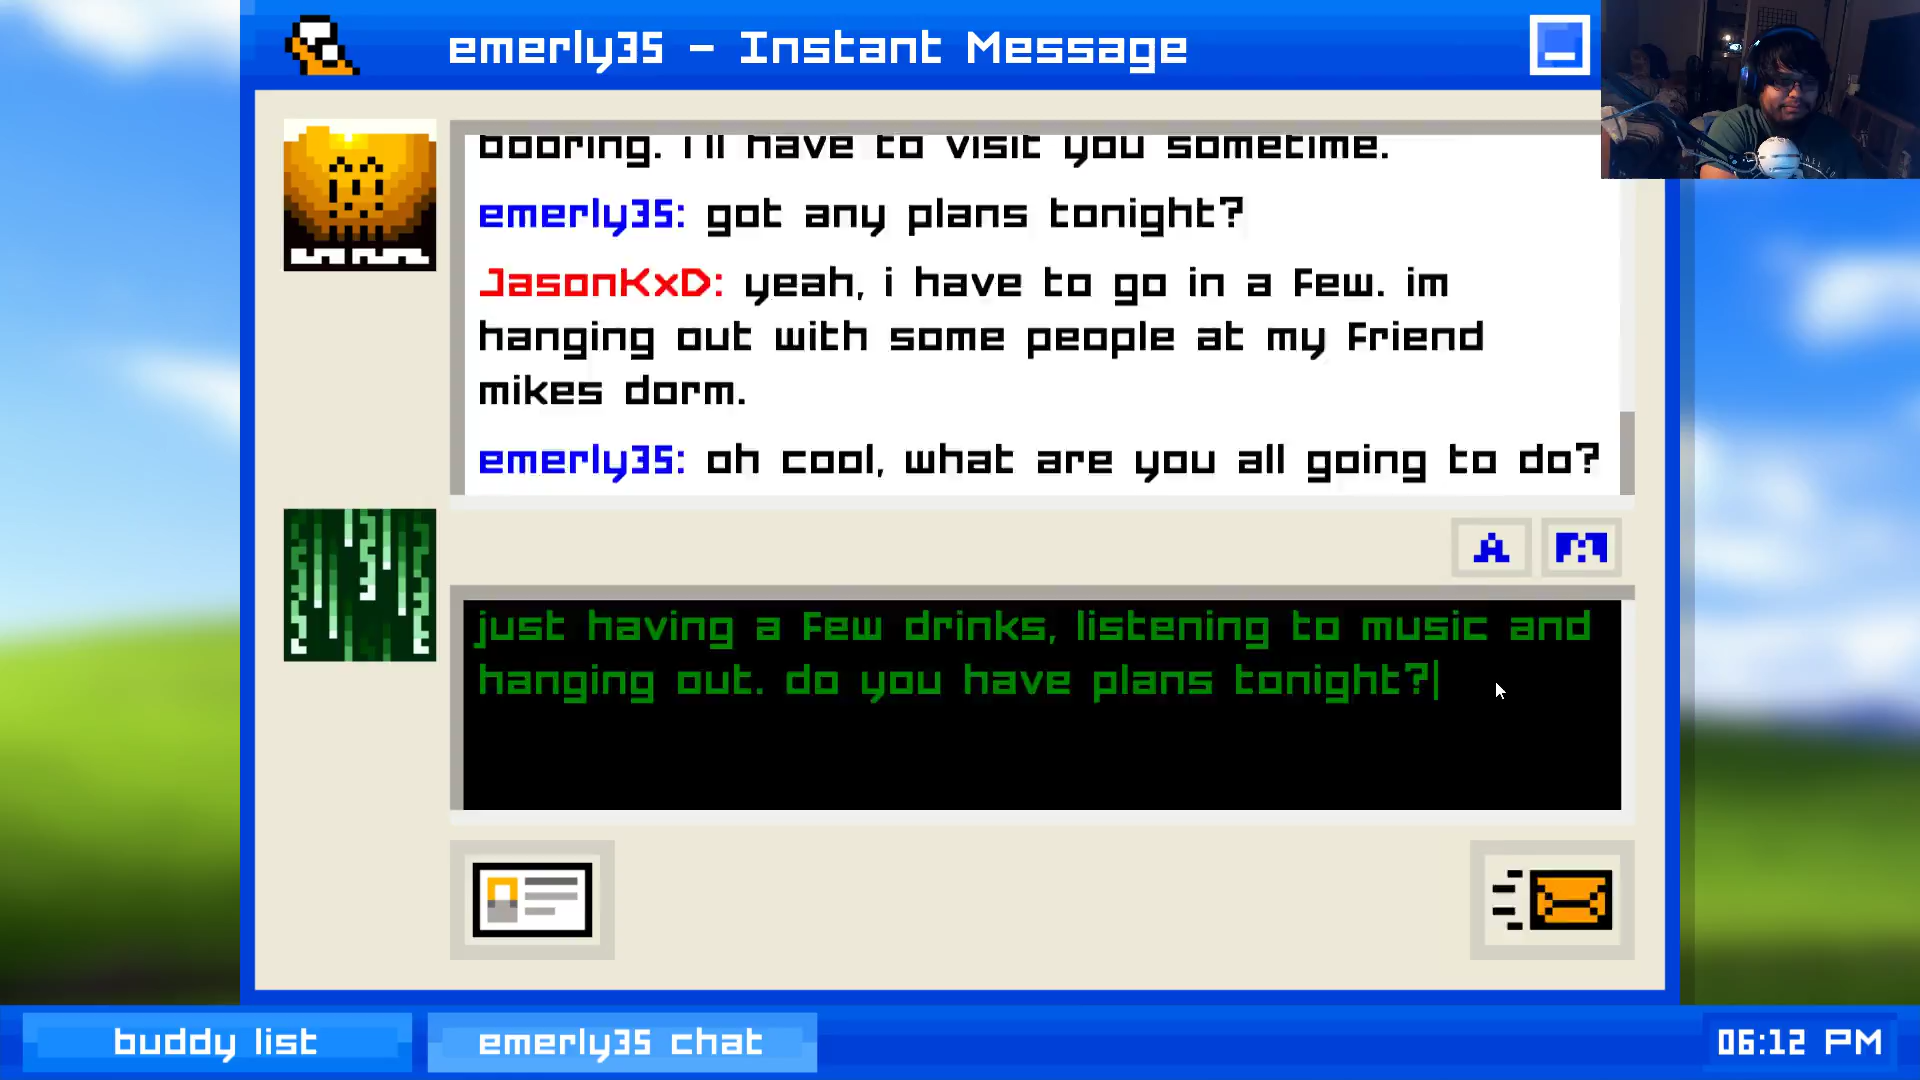 emerly35 - Instant Message
booring. i'll have to visit you sometime.
emerly35: got any plans tonight?
JasonKxD: yeah, i have to go in a few. im
hanging out with some people at my friend
mikes dorm.
emerly35: oh cool, what are you all going to do?
A
just having a few drinks, listening to music and
hanging out. do you have plans tonight?
buddy list
emerly35 chat
06:12 PM